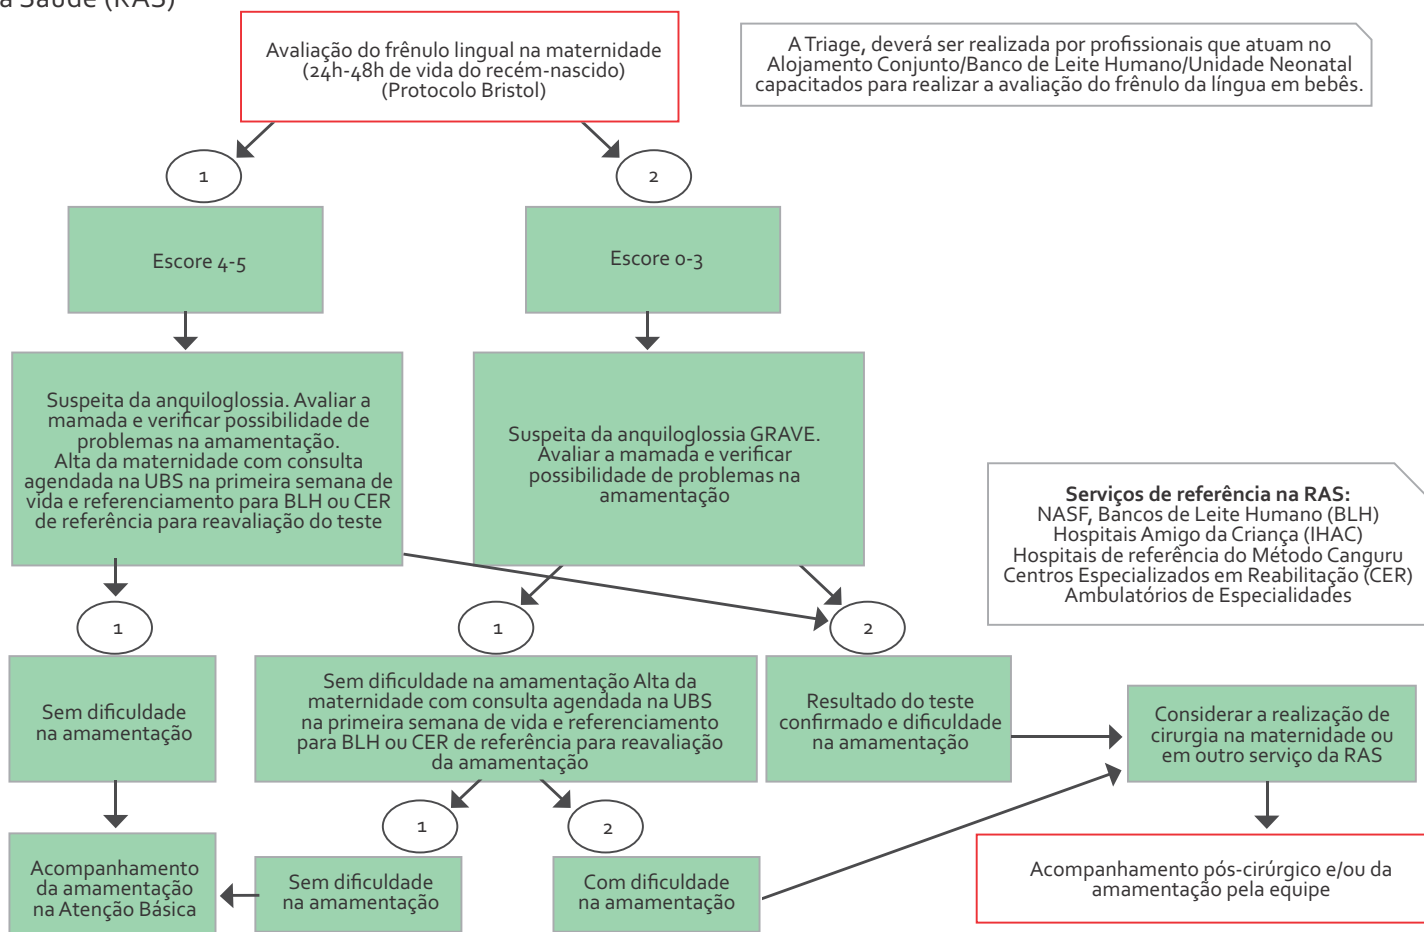 a Saúde (RAS)
Avaliação do frênulo lingual na maternidade
(24h-48h de vida do recém-nascido)
(Protocolo Bristol)
A Triage, deverá ser realizada por profissionais que atuam no
Alojamento Conjunto/Banco de Leite Humano/Unidade Neonatal
capacitados para realizar a avaliação do frênulo da língua em bebês.
1
2
Escore 4-5
Escore 0-3
Suspeita da anquiloglossia. Avaliar a
mamada e verificar possibilidade de
problemas na amamentação.
Alta da maternidade com consulta
agendada na UBS na primeira semana de
vida e referenciamento para BLH ou CER
de referência para reavaliação do teste
Suspeita da anquiloglossia GRAVE.
Avaliar a mamada e verificar
possibilidade de problemas na
amamentação
Serviços de referência na RAS:
NASF, Bancos de Leite Humano (BLH)
Hospitais Amigo da Criança (IHAC)
Hospitais de referência do Método Canguru
Centros Especializados em Reabilitação (CER)
Ambulatórios de Especialidades
1
1
2
Sem dificuldade
na amamentação
Sem dificuldade na amamentação Alta da
maternidade com consulta agendada na UBS
na primeira semana de vida e referenciamento
para BLH ou CER de referência para reavaliação
da amamentação
Resultado do teste
confirmado e dificuldade
na amamentação
Considerar a realização de
cirurgia na maternidade ou
em outro serviço da RAS
1
2
Acompanhamento
da amamentação
na Atenção Básica
Sem dificuldade
na amamentação
Com dificuldade
na amamentação
Acompanhamento pós-cirúrgico e/ou da
amamentação pela equipe